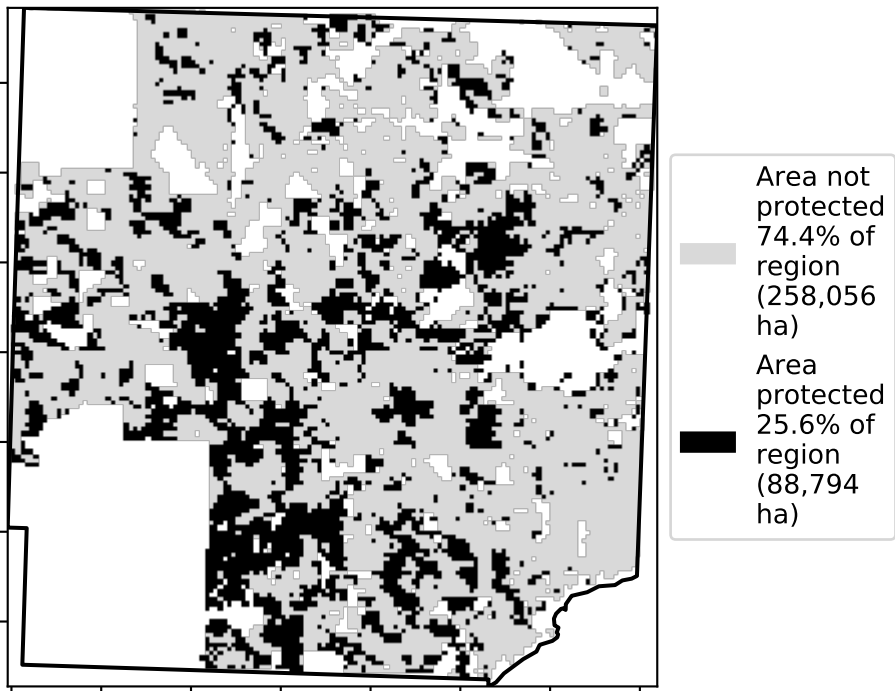 Area not
protected
74.4% of
region
(258,056
ha)
Area
protected
25.6% of
region
(88,794
ha)